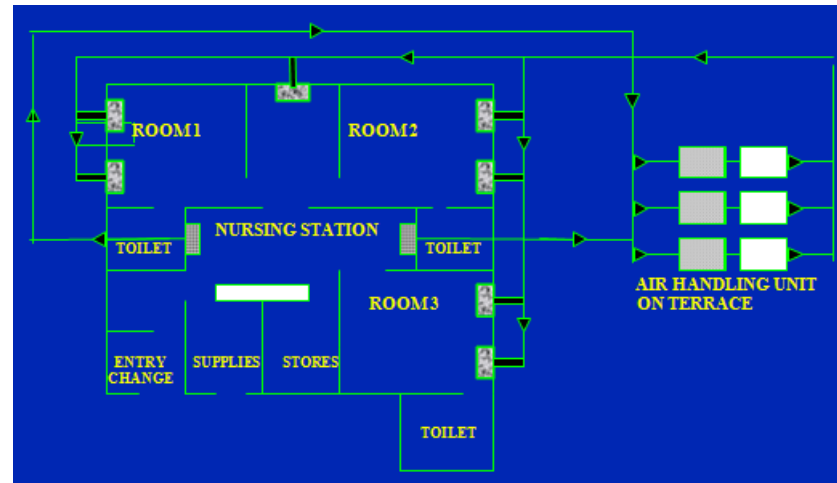 ROOM1
ROOM2
NURSING STATION
TOILET
TOILET
AIR HANDLING UNIT
ON TERRACE
ROOM3
ENTRY
CHANGE
SUPPLIES
STORES
TOILET